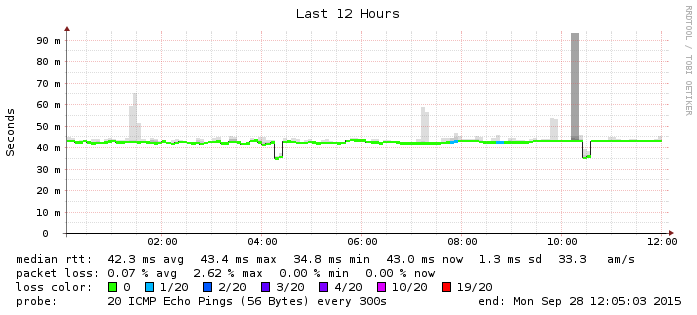 Last 12 Hours
RRDTOOL / TOBI OETIKER
Seconds
90 m
80 m
70 m
60 m
50 m
40 m
30 m
20 m
10 m
0
02:00 04:00 06:00 08:00 10:00 12:00
median rtt: 42.3 ms avg 43.4 ms max 34.8 ms min 43.0 ms now 1.3 ms sd 33.3 am/s
packet loss: 0.07 % avg 2.62 % max 0.00 % min 0.00 % now
loss color: 0 1/20 2/20 3/20 4/20 10/20 19/20
probe: 20 ICMP Echo Pings (56 Bytes) every 300s end: Mon Sep 28 12:05:03 2015